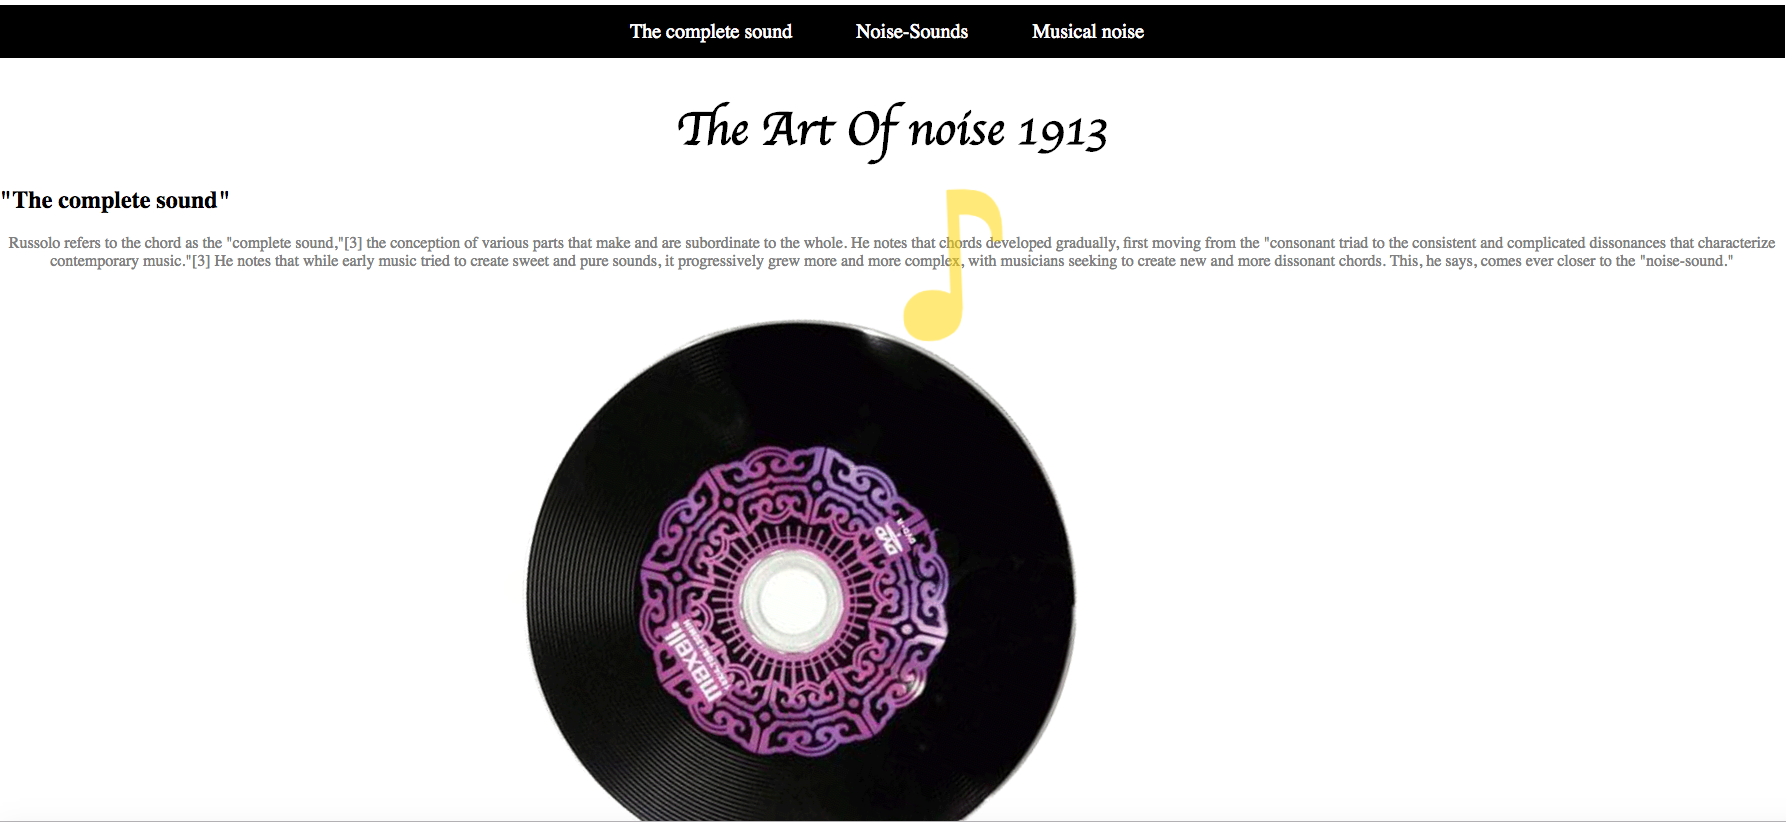 The complete sound Noise-Sounds Musical noise
The Art Of noise 1913
"The complete sound"
Russolo refers to the chord as the "complete sound,"[3] the conception of various parts that make and are subordinate to the whole. He notes that chords developed gradually, first moving from the "consonant triad to the consistent and complicated dissonances that characterize
contemporary music."[3] He notes that while early music tried to create sweet and pure sounds, it progressively grew more and more complex, with musicians seeking to create new and more dissonant chords. This, he says, comes ever closer to the "noise-sound."
DVD
maxell